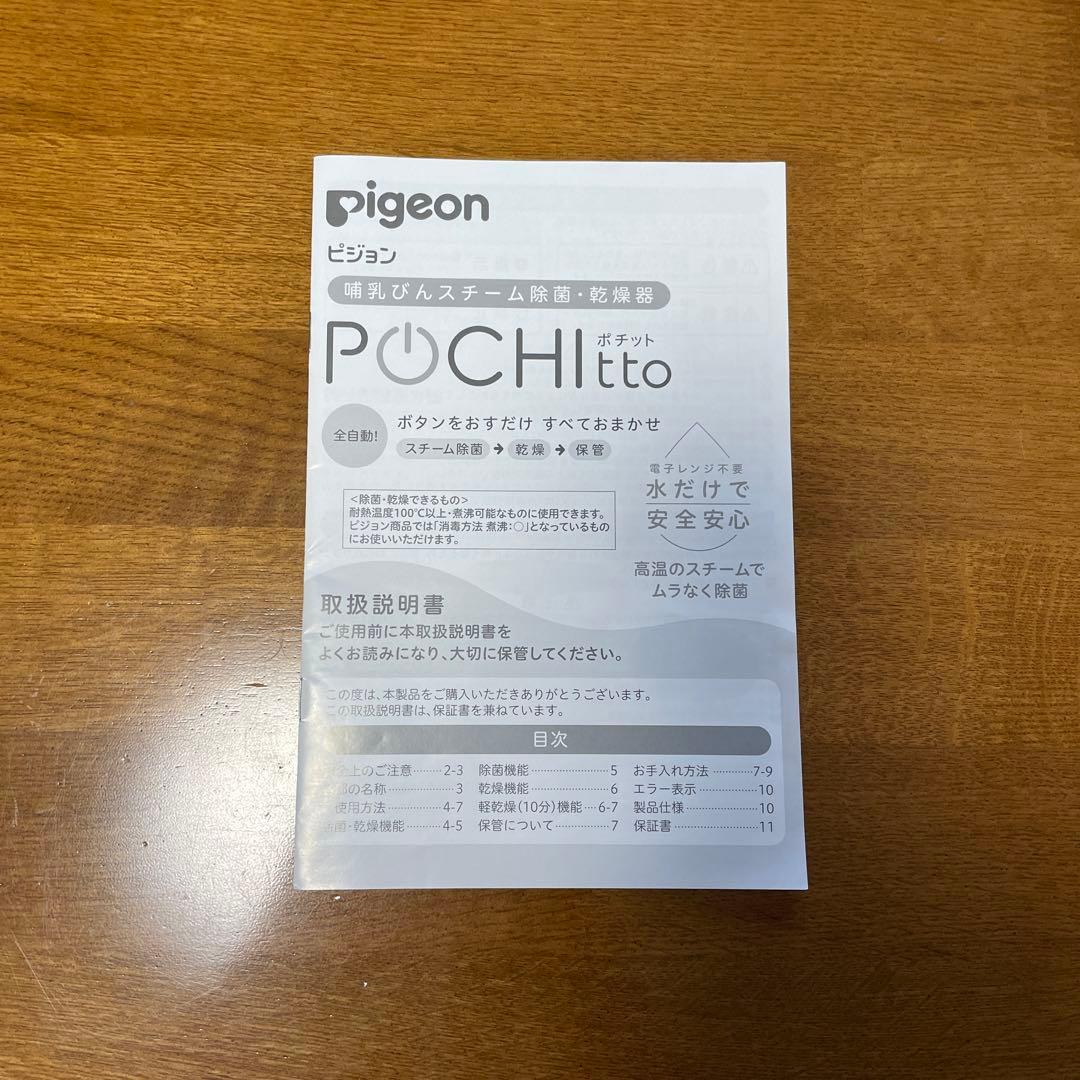 pigeon
ピジョン
哺乳びんスチーム除菌・乾燥器
POCHItto
ポチット
全自動!
ボタンをおすだけ すべておまかせ
スチーム除菌 → 乾燥 → 保管
電子レンジ不要
水だけで
安全安心
高温のスチームで
ムラなく除菌
<除菌・乾燥できるもの>
耐熱温度100℃以上・煮沸可能なものに使用できます。
ピジョン商品では「消毒方法 煮沸:○」となっているもの
にお使いいただけます。
取扱説明書
ご使用前に本取扱説明書を
よくお読みになり、大切に保管してください。
この度は、本製品をご購入いただきありがとうございます。
この取扱説明書は、保証書を兼ねています。
目次
上のご注意………2-3
の名称……………3
使用方法…………4-7
菌・乾燥機能………4-5
除菌機能……………………5
乾燥機能……………………6
軽乾燥(10分)機能…6-7
保管について……………7
お手入れ方法………7-9
エラー表示……………10
製品仕様………………10
保証書…………………11